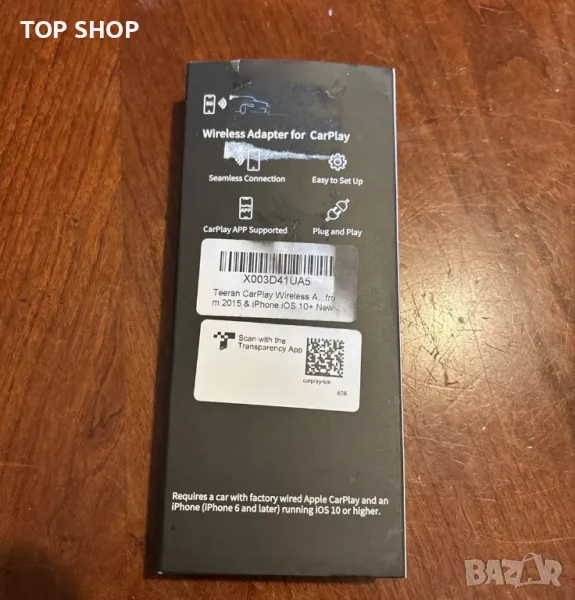 TOP SHOP
Wireless Adapter for CarPlay
Seamless Connection
Easy to Set Up
CarPlay APP Supported
Plug and Play
X003D41UA5
Teeran CarPlay Wireless A...fro
m 2015 & iPhone iOS 10+ New
Scan with the
Transparency App
carplay-blk
Requires a car with factory wired Apple CarPlay and an
iPhone (iPhone 6 and later) running iOS 10 or higher.
BAZAR